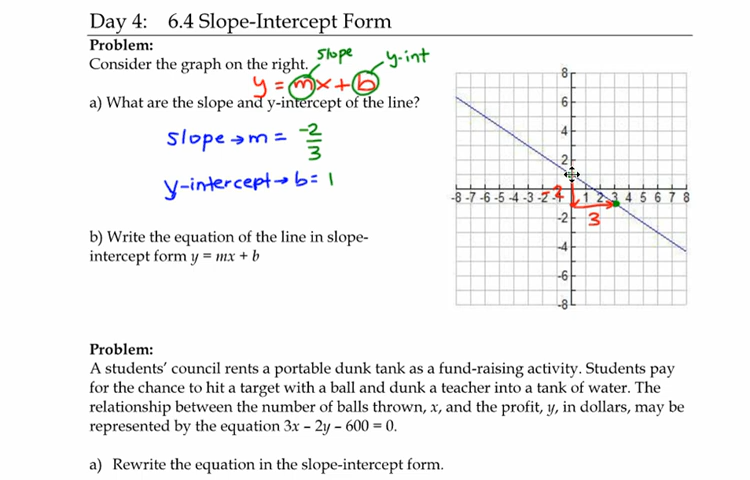 Day 4: 6.4 Slope-Intercept Form
Problem:
Consider the graph on the right.
slope
y-int
y = mx + b
a) What are the slope and y-intercept of the line?
slope → m = -2/3
y-intercept → b = 1
b) Write the equation of the line in slope-
intercept form y = mx + b
8
6
4
2
-8 -7 -6 -5 -4 -3 -2 -1 1 2 3 4 5 6 7 8
-2
3
-2
-4
-6
-8
Problem:
A students' council rents a portable dunk tank as a fund-raising activity. Students pay
for the chance to hit a target with a ball and dunk a teacher into a tank of water. The
relationship between the number of balls thrown, x, and the profit, y, in dollars, may be
represented by the equation 3x – 2y – 600 = 0.
a) Rewrite the equation in the slope-intercept form.